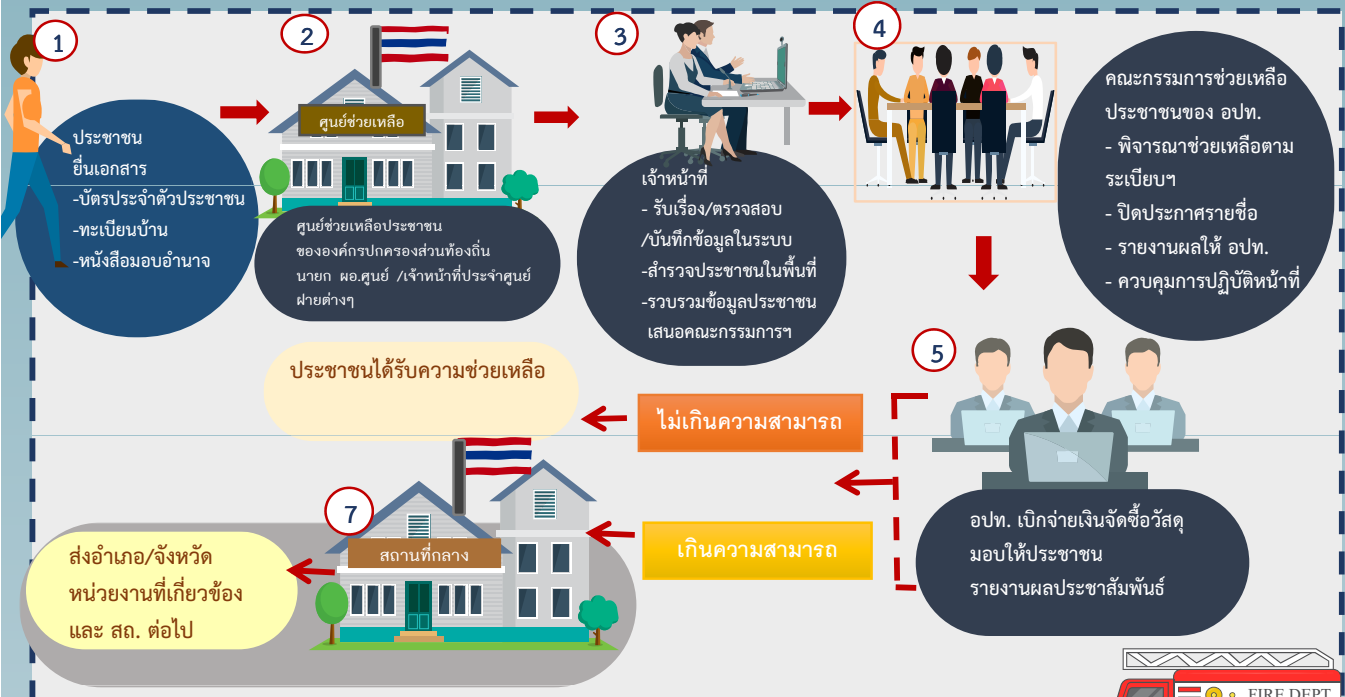 1
ประชาชน
ยื่นเอกสาร
-บัตรประจำตัวประชาชน
-ทะเบียนบ้าน
-หนังสือมอบอำนาจ
2
ศูนย์ช่วยเหลือ
ศูนย์ช่วยเหลือประชาชน
ขององค์กรปกครองส่วนท้องถิ่น
นายก ผอ.ศูนย์ /เจ้าหน้าที่ประจำศูนย์
ฝ่ายต่างๆ
3
เจ้าหน้าที่
- รับเรื่อง/ตรวจสอบ
/บันทึกข้อมูลในระบบ
-สำรวจประชาชนในพื้นที่
-รวบรวมข้อมูลประชาชน
เสนอคณะกรรมการฯ
4
คณะกรรมการช่วยเหลือ
ประชาชนของ อปท.
- พิจารณาช่วยเหลือตาม
ระเบียบฯ
- ปิดประกาศรายชื่อ
- รายงานผลให้ อปท.
- ควบคุมการปฏิบัติหน้าที่
5
อปท. เบิกจ่ายเงินจัดซื้อวัสดุ
มอบให้ประชาชน
รายงานผลประชาสัมพันธ์
ไม่เกินความสามารถ
ประชาชนได้รับความช่วยเหลือ
เกินความสามารถ
7
สถานที่กลาง
ส่งอำเภอ/จังหวัด
หน่วยงานที่เกี่ยวข้อง
และ สถ. ต่อไป
FIRE DEPT